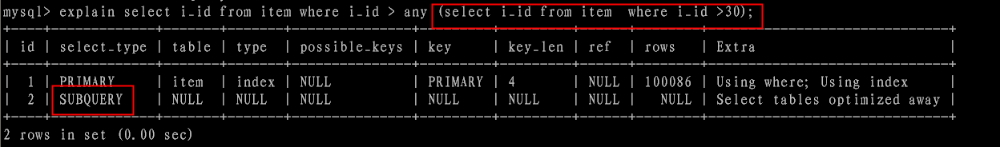 mysql> explain select i_id from item where i_id > any (select i_id from item  where i_id >30);
+----+-------------+-------+-------+---------------+---------+---------+------+--------+------------------------------+
| id | select_type | table | type  | possible_keys | key     | key_len | ref  | rows   | Extra                        |
+----+-------------+-------+-------+---------------+---------+---------+------+--------+------------------------------+
|  1 | PRIMARY     | item  | index | NULL          | PRIMARY | 4       | NULL | 100086 | Using where; Using index     |
|  2 | SUBQUERY    | NULL  | NULL  | NULL          | NULL    | NULL    | NULL |   NULL | Select tables optimized away |
+----+-------------+-------+-------+---------------+---------+---------+------+--------+------------------------------+
2 rows in set (0.00 sec)